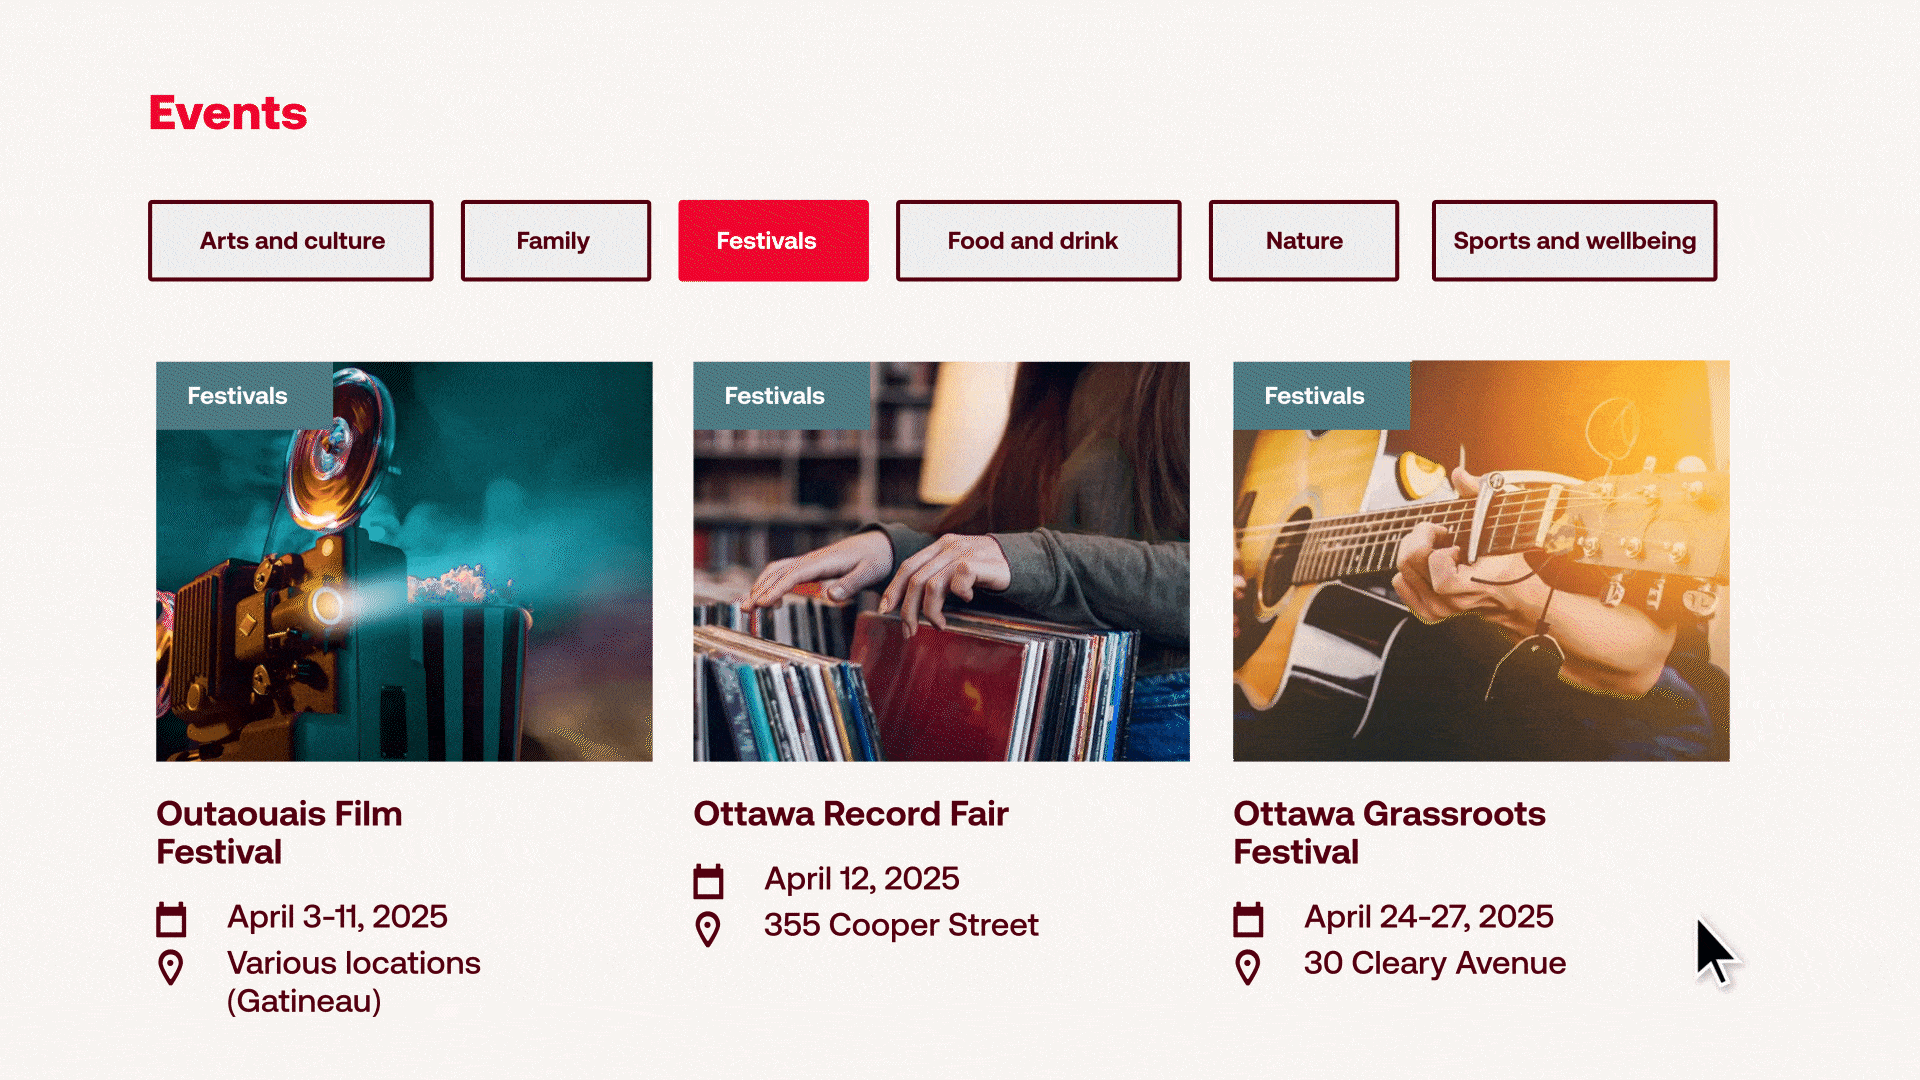 Events
Arts and culture
Family
Festivals
Food and drink
Nature
Sports and wellbeing
Festivals
Festivals
Festivals
Outaouais Film
Festival
April 3-11, 2025
Various locations
(Gatineau)
Ottawa Record Fair
April 12, 2025
355 Cooper Street
Ottawa Grassroots
Festival
April 24-27, 2025
30 Cleary Avenue